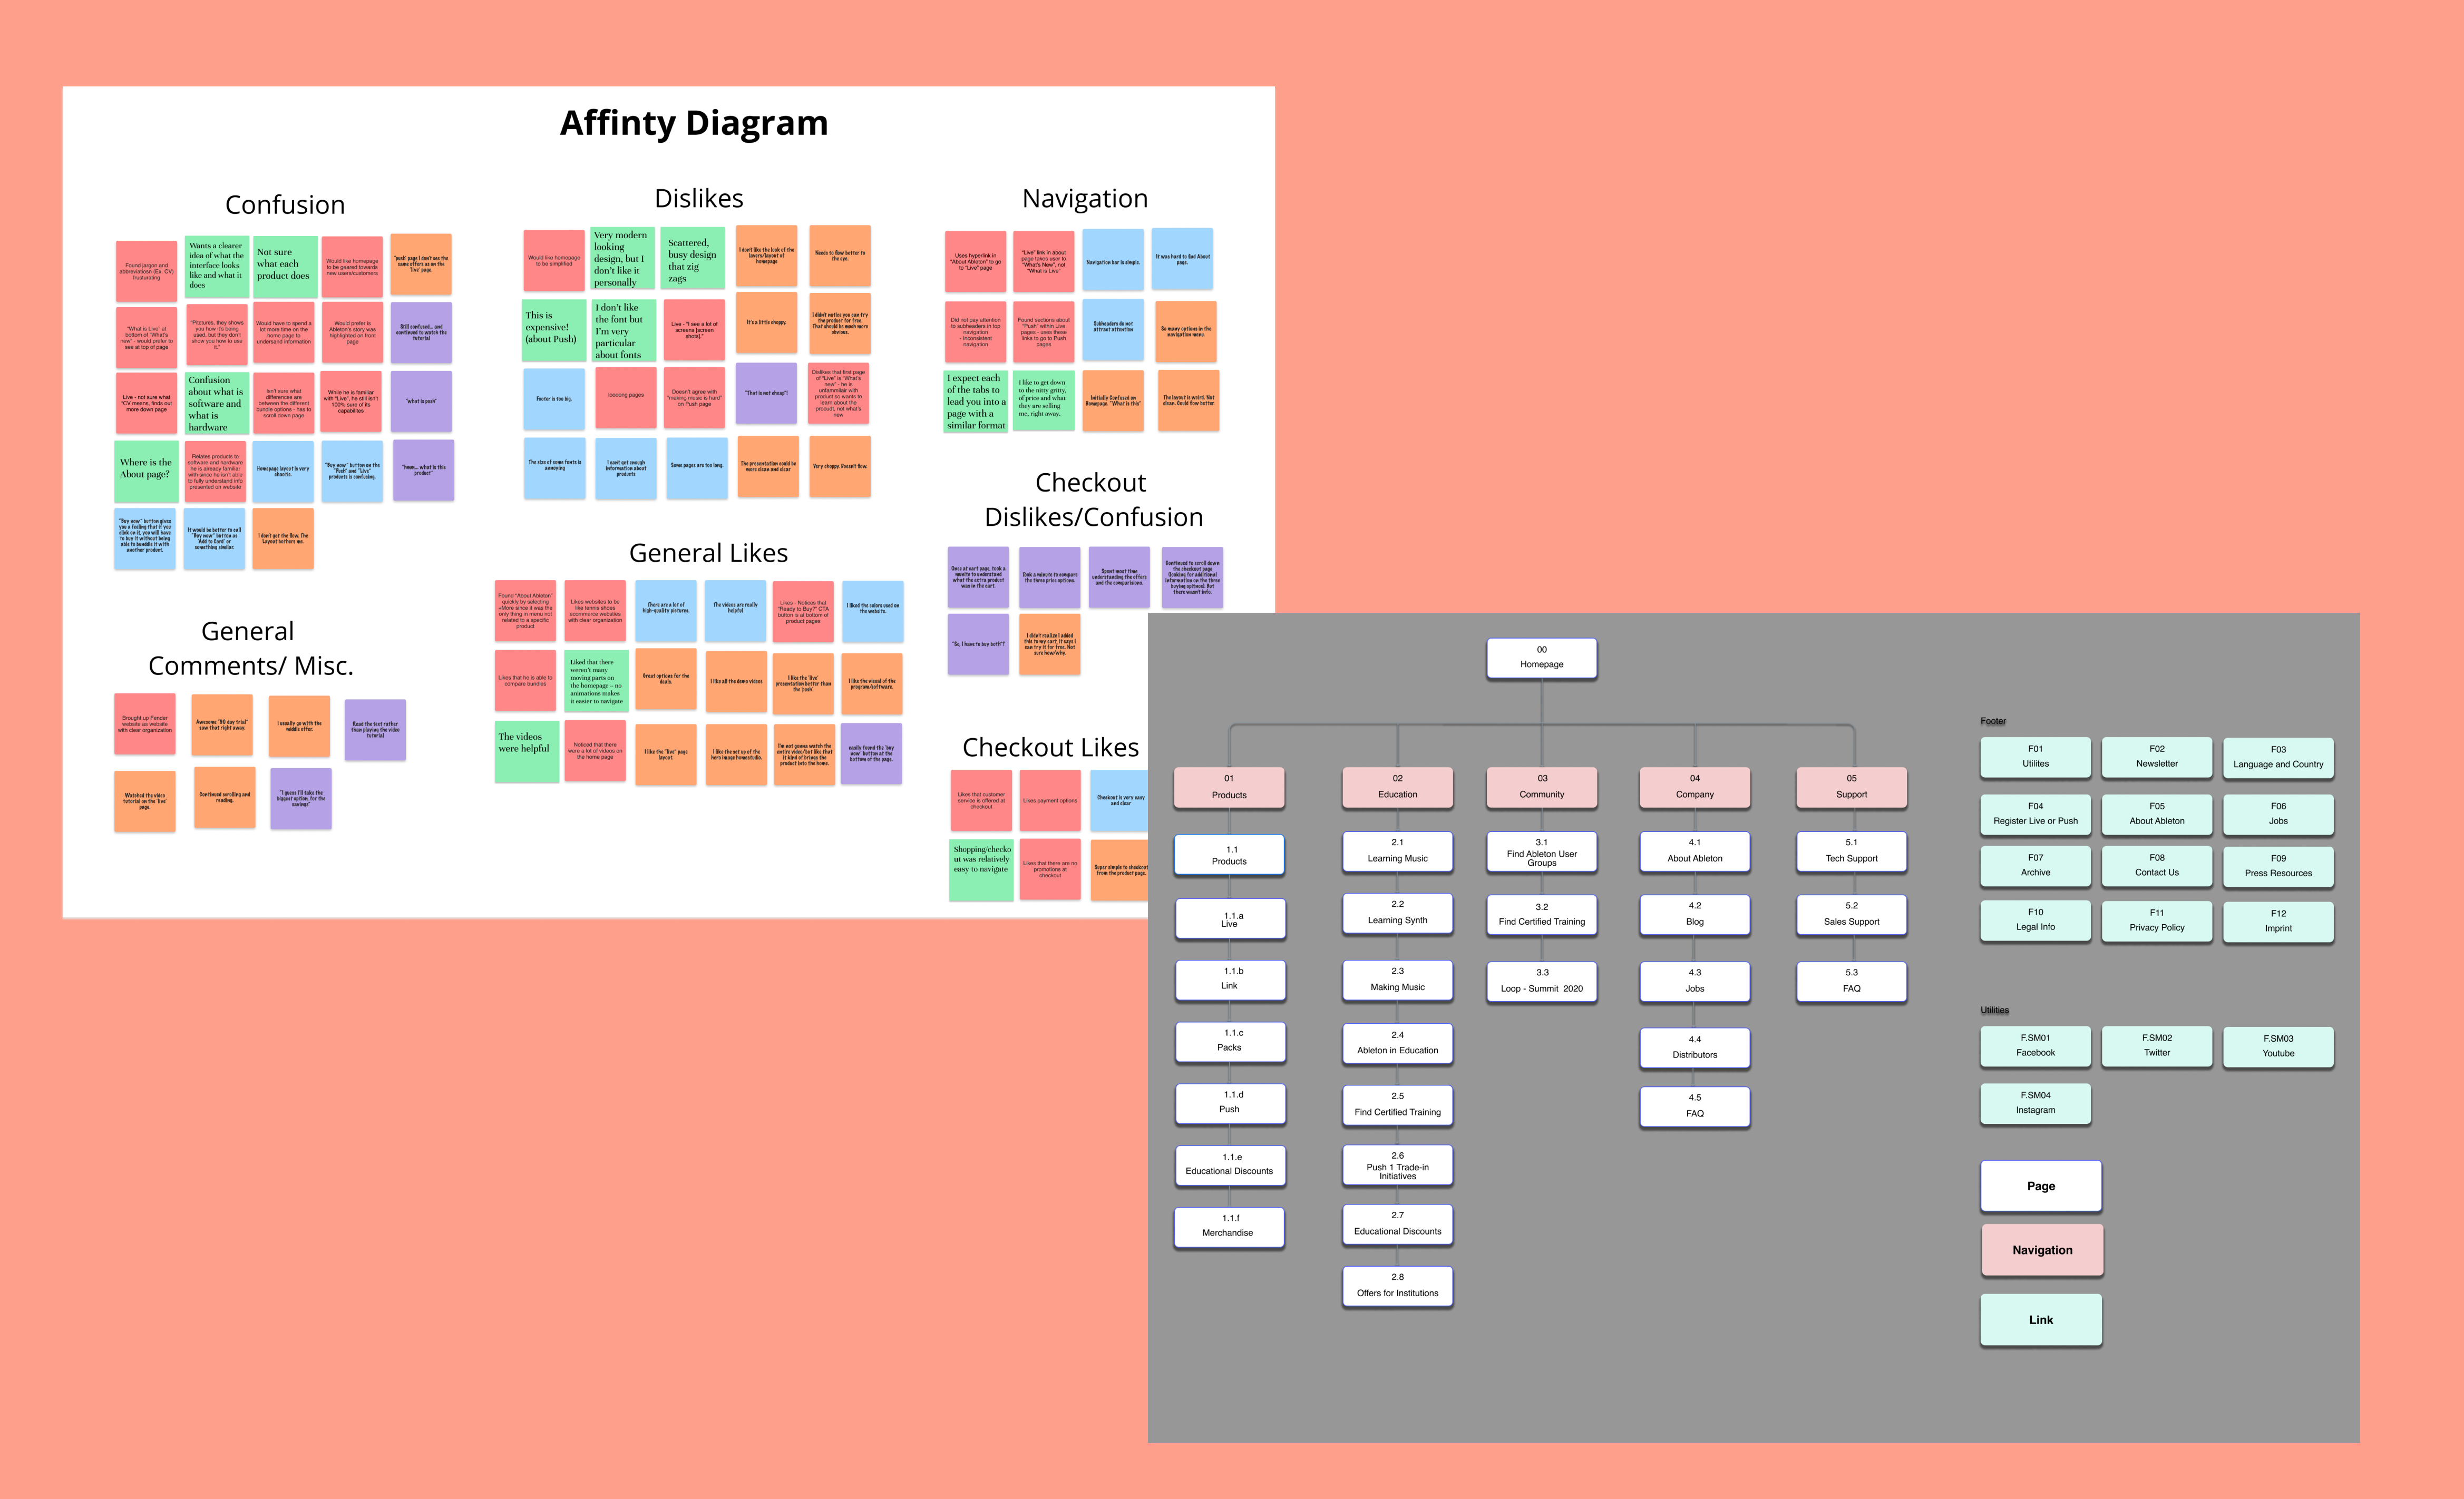 Affinty Diagram
Confusion
Found jargon and
abbreviatioon (Ex. CV)
frusturating
Wants a clearer
idea of what the
interface looks
like and what it
does
Not sure
what each
product does
Would like homepage
to be geared towards
new users/customers
"push' page I don't see the
same offers as on the
'live' page.
"What is Live" at
bottom of "What's
new" - would prefer to
see at top of page
"Pitctures, they shows
you how it's being
used, but they don't
show you how to use
it."
Would have to spend a
lot more time on the
home page to
undersand information
Would prefer is
Ableton's story was
highlighted on front
page
Still confused... and
continued to watch the
tutorial
Live - not sure what
"CV means, finds out
more down page
Confusion
about what is
software and
what is
hardware
Isn't sure what
differences are
between the different
bundle options - has to
scroll down page
While he is familiar
with "Live", he still isn't
100% sure of its
capabilites
"what is push"
Where is the
About page?
Relates products to
software and hardware
he is already familiar
with since he isn't able
to fully understand info
presented on website
Homepage layout is very
chaotic.
"Buy now" button on the
"Push" and "Live"
products is confusing.
"hmm... what is this
product"
"Buy now" button gives
you a feeling that if you
click on it, you will have
to buy it without being
able to bundle it with
another product.
It would be better to call
"Buy now" button as
"Add to Card" or
something similar.
I don't get the flow. The
Layout bothers me.
Dislikes
Would like homepage
to be simplified
Very modern
looking
design, but I
don't like it
personally
Scattered,
busy design
that zig
zags
I don't like the look of the
layers/layout of
homepage
Needs to flow better to
the eye.
This is
expensive!
(about Push)
I don't like
the font but
I'm very
particular
about fonts
Live - "I see a lot of
screens [screen
shots]."
It's a little choppy.
I didn't notice you can try
the product for free.
That should be much more
obvious.
Footer is too big.
loooong pages
Doesn't agree with
"making music is hard"
on Push page
"That is not cheap"!
Dislikes that first page
of "Live" is "What's
new" - he is
unfammilair with
product so wants to
learn about the
procudt, not what's
new
The size of some fonts is
annoying
I can't get enough
information about
products
Some pages are too long.
The presentation could be
more clean and clear
Very choppy. Doesn't flow.
Navigation
Uses hyperlink in
"About Ableton" to go
to "Live" page
"Live" link in about
page takes user to
"What's New", not
"What is Live"
Navigation bar is simple.
It was hard to find About
page.
Did not pay attention
to subheaders in top
navigation
- Inconsistent
navigation
Found sections about
"Push" within Live
pages - uses these
links to go to Push
pages
Subheaders do not
attract attention
So many options in the
navigation menu.
I expect each
of the tabs to
lead you into a
page with a
similar format
I like to get down
to the nitty gritty,
of price and what
they are selling
me, right away.
Initially Confused on
Homepage. "What is this"
The layout is weird. Not
clean. Could flow better.
Checkout
Dislikes/Confusion
Once at cart page, took a
munite to understand
what the extra product
was in the cart.
Took a minute to compare
the three price options.
Spent most time
understanding the offers
and the comparisions.
Continued to scroll down
the checkout page
(looking for additional
information on the three
buying options). But
there wasn't info.
"So, I have to buy both"?
I didn't realize I added
this to my cart, it says I
can try it for free. Not
sure how/why.
General Likes
Found "About Ableton"
quickly by selecting
+More since it was the
only thing in menu not
related to a specific
product
Likes websites to be
like tennis shoes
ecommerce websites
with clear organization
There are a lot of
high-quality pictures.
The videos are really
helpful
Likes - Notices that
"Ready to Buy?" CTA
button is at bottom or
product pages
I liked the colors used on
the website.
Likes that he is able to
compare bundles
Liked that there
weren't many
moving parts on
the homepage – no
animations makes
it easier to navigate
Great options for the
deals.
I like all the demo videos
I like the 'live'
presentation better than
the 'push'.
I like the visual of the
program/software.
The videos
were helpful
Noticed that there
were a lot of videos on
the home page
I like the "live" page
layout.
I like the set up of the
hero image homestudio.
I'm not gonna watch the
entire video/but like that
it kind of brings the
product into the home.
easily found the 'buy
now' button at the
bottom of the page.
General
Comments/ Misc.
Brought up Fender
website as website
with clear organization
Awesome "90 day trial"
saw that right away
I usually go with the
middle offer.
Read the text rather
than playing the video
tutorial
Watched the video
tutorial on the 'live'
page.
Continued scrolling and
reading.
"I guess I'll take the
biggest option, for the
savings"
Checkout Likes
Likes that customer
service is offered at
checkout
Likes payment options
Checkout is very easy
and clear
Shopping/checko
ut was relatively
easy to navigate
Likes that there are no
promotions at
checkout
Super simple to checkout
from the product page.
00
Homepage
01
Products
02
Education
03
Community
04
Company
05
Support
1.1
Products
1.1.a
Live
1.1.b
Link
1.1.c
Packs
1.1.d
Push
1.1.e
Educational Discounts
1.1.f
Merchandise
2.1
Learning Music
2.2
Learning Synth
2.3
Making Music
2.4
Ableton in Education
2.5
Find Certified Training
2.6
Push 1 Trade-in
Initiatives
2.7
Educational Discounts
2.8
Offers for Institutions
3.1
Find Ableton User
Groups
3.2
Find Certified Training
3.3
Loop - Summit 2020
4.1
About Ableton
4.2
Blog
4.3
Jobs
4.4
Distributors
4.5
FAQ
5.1
Tech Support
5.2
Sales Support
5.3
FAQ
Footer
F01
Utilites
F02
Newsletter
F03
Language and Country
F04
Register Live or Push
F05
About Ableton
F06
Jobs
F07
Archive
F08
Contact Us
F09
Press Resources
F10
Legal Info
F11
Privacy Policy
F12
Imprint
Utilities
F.SM01
Facebook
F.SM02
Twitter
F.SM03
Youtube
F.SM04
Instagram
Page
Navigation
Link